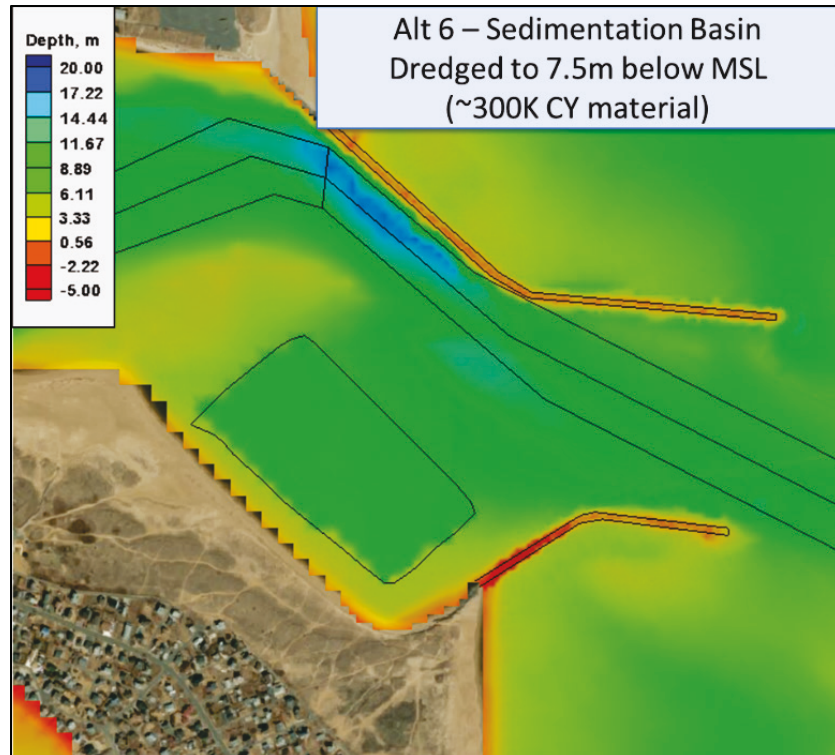 Alt 6 – Sedimentation Basin
Dredged to 7.5m below MSL
(~300K CY material)
Depth, m
20.00
17.22
14.44
11.67
8.89
6.11
3.33
0.56
-2.22
-5.00